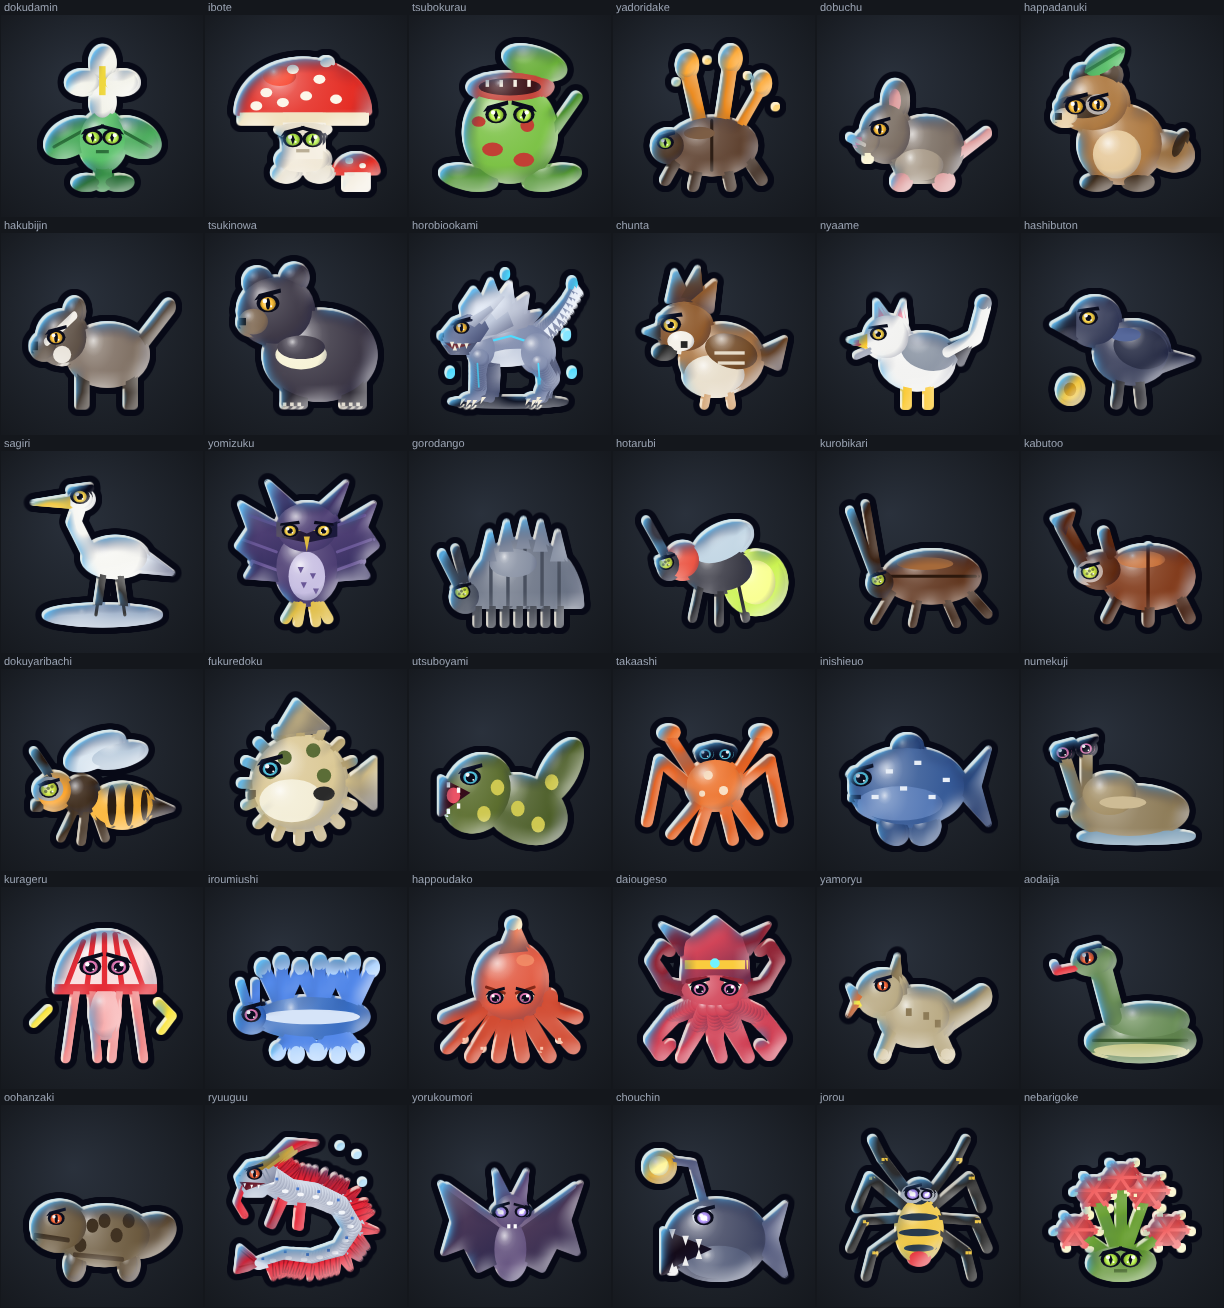 dokudamin
ibote
tsubokurau
yadoridake
dobuchu
happadanuki
hakubijin
tsukinowa
horobiookami
chunta
nyaame
hashibuton
sagiri
yomizuku
gorodango
hotarubi
kurobikari
kabutoo
dokuyaribachi
fukuredoku
utsuboyami
takaashi
inishieuo
numekuji
kurageru
iroumiushi
happoudako
daiougeso
yamoryu
aodaija
oohanzaki
ryuuguu
yorukoumori
chouchin
jorou
nebarigoke